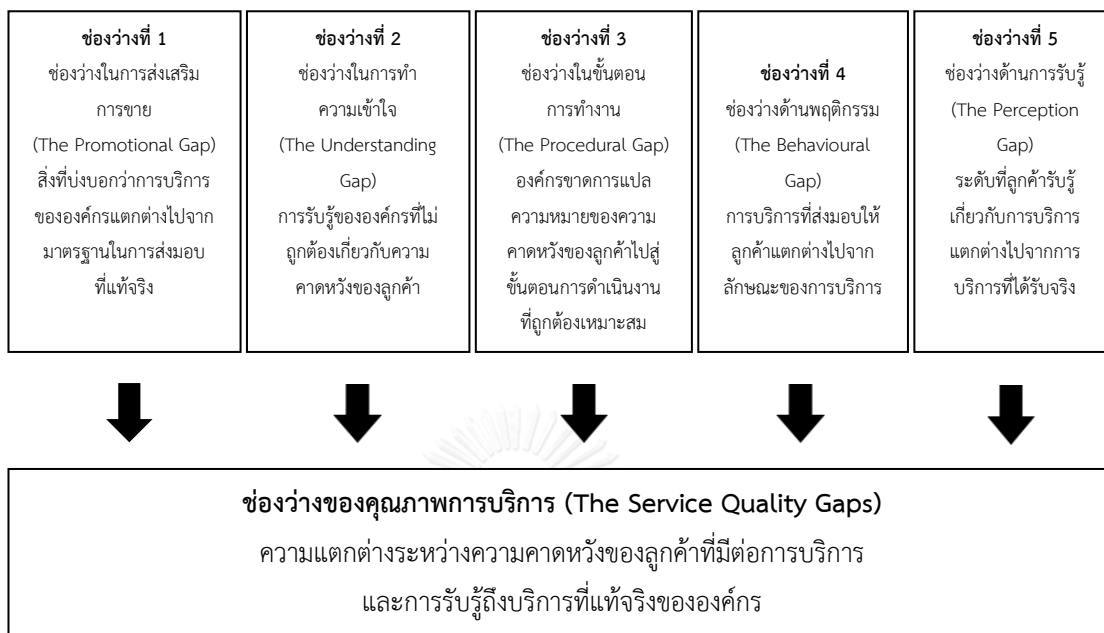 ช่องว่างที่ 1
ช่องว่างในการส่งเสริม
การขาย
(The Promotional Gap)
สิ่งที่บ่งบอกว่าการบริการ
ขององค์กรแตกต่างไปจาก
มาตรฐานในการส่งมอบ
ที่แท้จริง
ช่องว่างที่ 2
ช่องว่างในการทำ
ความเข้าใจ
(The Understanding
Gap)
การรับรู้ขององค์กรที่ไม่
ถูกต้องเกี่ยวกับความ
คาดหวังของลูกค้า
ช่องว่างที่ 3
ช่องว่างในขั้นตอน
การทำงาน
(The Procedural Gap)
องค์กรขาดการแปล
ความหมายของความ
คาดหวังของลูกค้าไปสู่
ขั้นตอนการดำเนินงาน
ที่ถูกต้องเหมาะสม
ช่องว่างที่ 4
ช่องว่างด้านพฤติกรรม
(The Behavioural
Gap)
การบริการที่ส่งมอบให้
ลูกค้าแตกต่างไปจาก
ลักษณะของการบริการ
ช่องว่างที่ 5
ช่องว่างด้านการรับรู้
(The Perception
Gap)
ระดับที่ลูกค้ารับรู้
เกี่ยวกับการบริการ
แตกต่างไปจากการ
บริการที่ได้รับจริง
ช่องว่างของคุณภาพการบริการ (The Service Quality Gaps)
ความแตกต่างระหว่างความคาดหวังของลูกค้าที่มีต่อการบริการ
และการรับรู้ถึงบริการที่แท้จริงขององค์กร